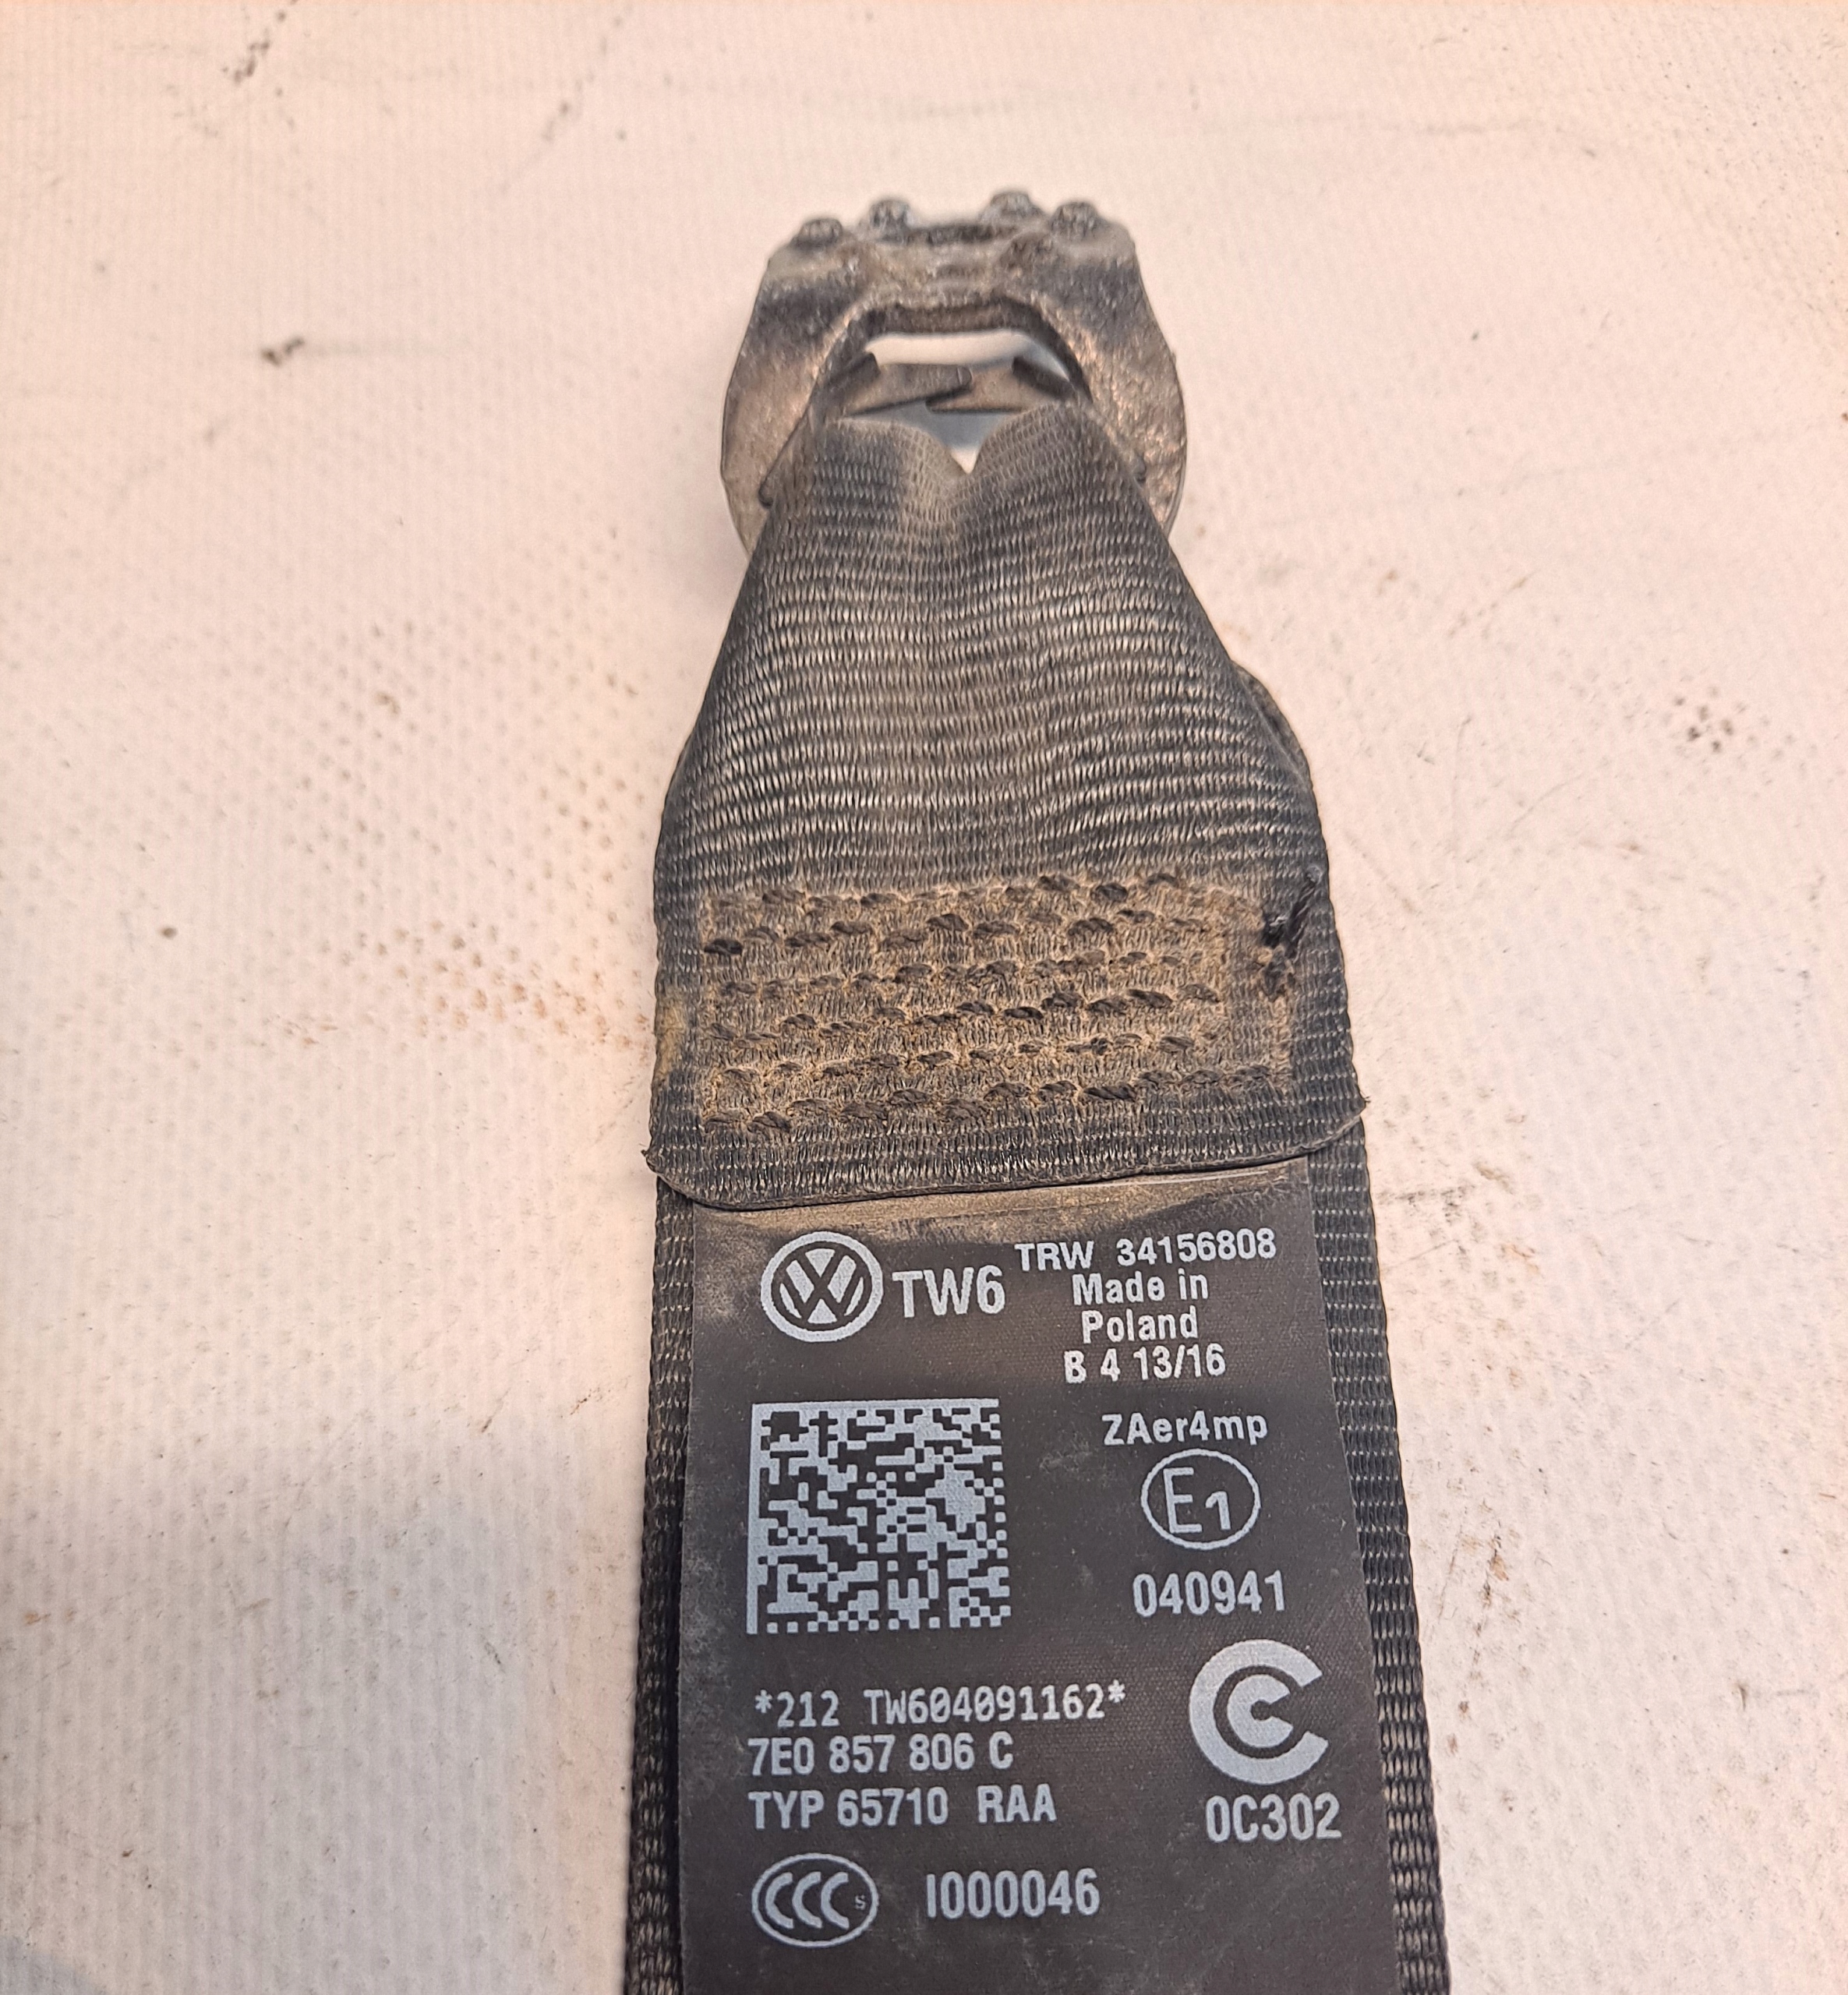 TW6
TRW 34156808
Made in
Poland
B 4 13/16
ZAer4mp
E1
040941
*212 TW604091162*
7E0 857 806 C
TYP 65710 RAA
0C302
CCC S
I000046